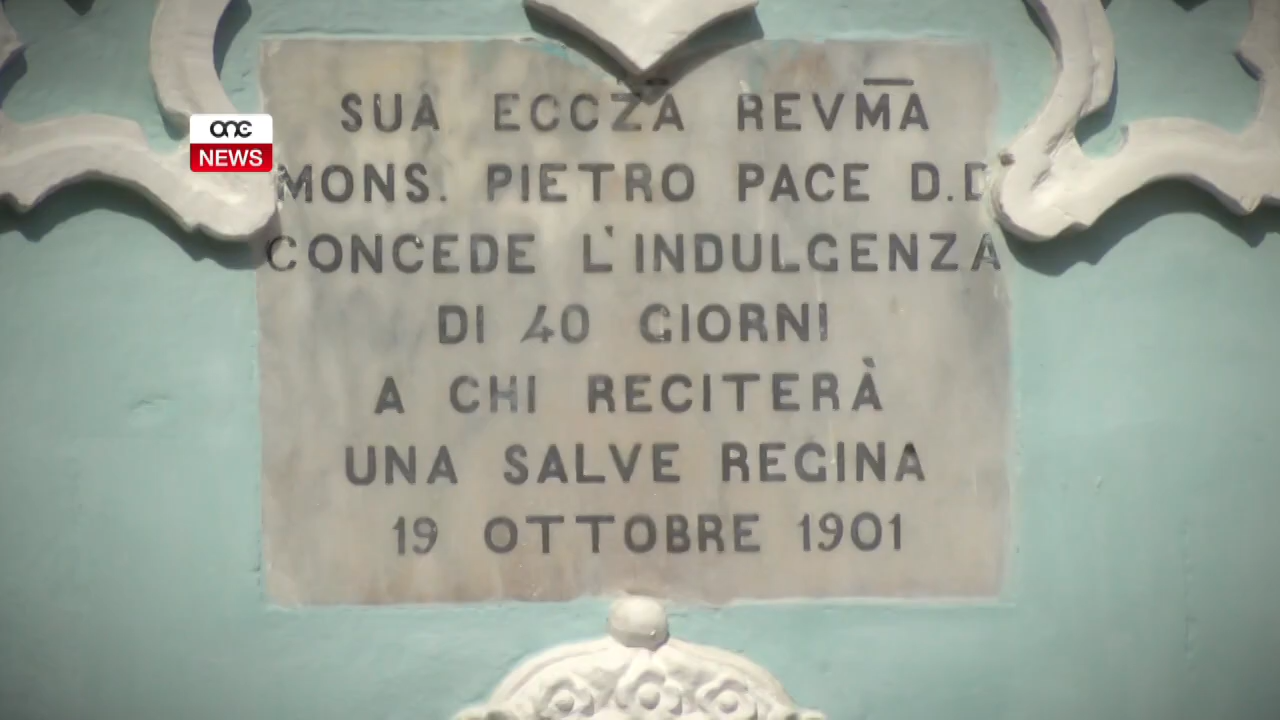 one
NEWS
SUA ECCZA REVM̅A
MONS. PIETRO PACE D.D
CONCEDE L'INDULGENZA
DI 40 GIORNI
A CHI RECITERÀ
UNA SALVE REGINA
19 OTTOBRE 1901